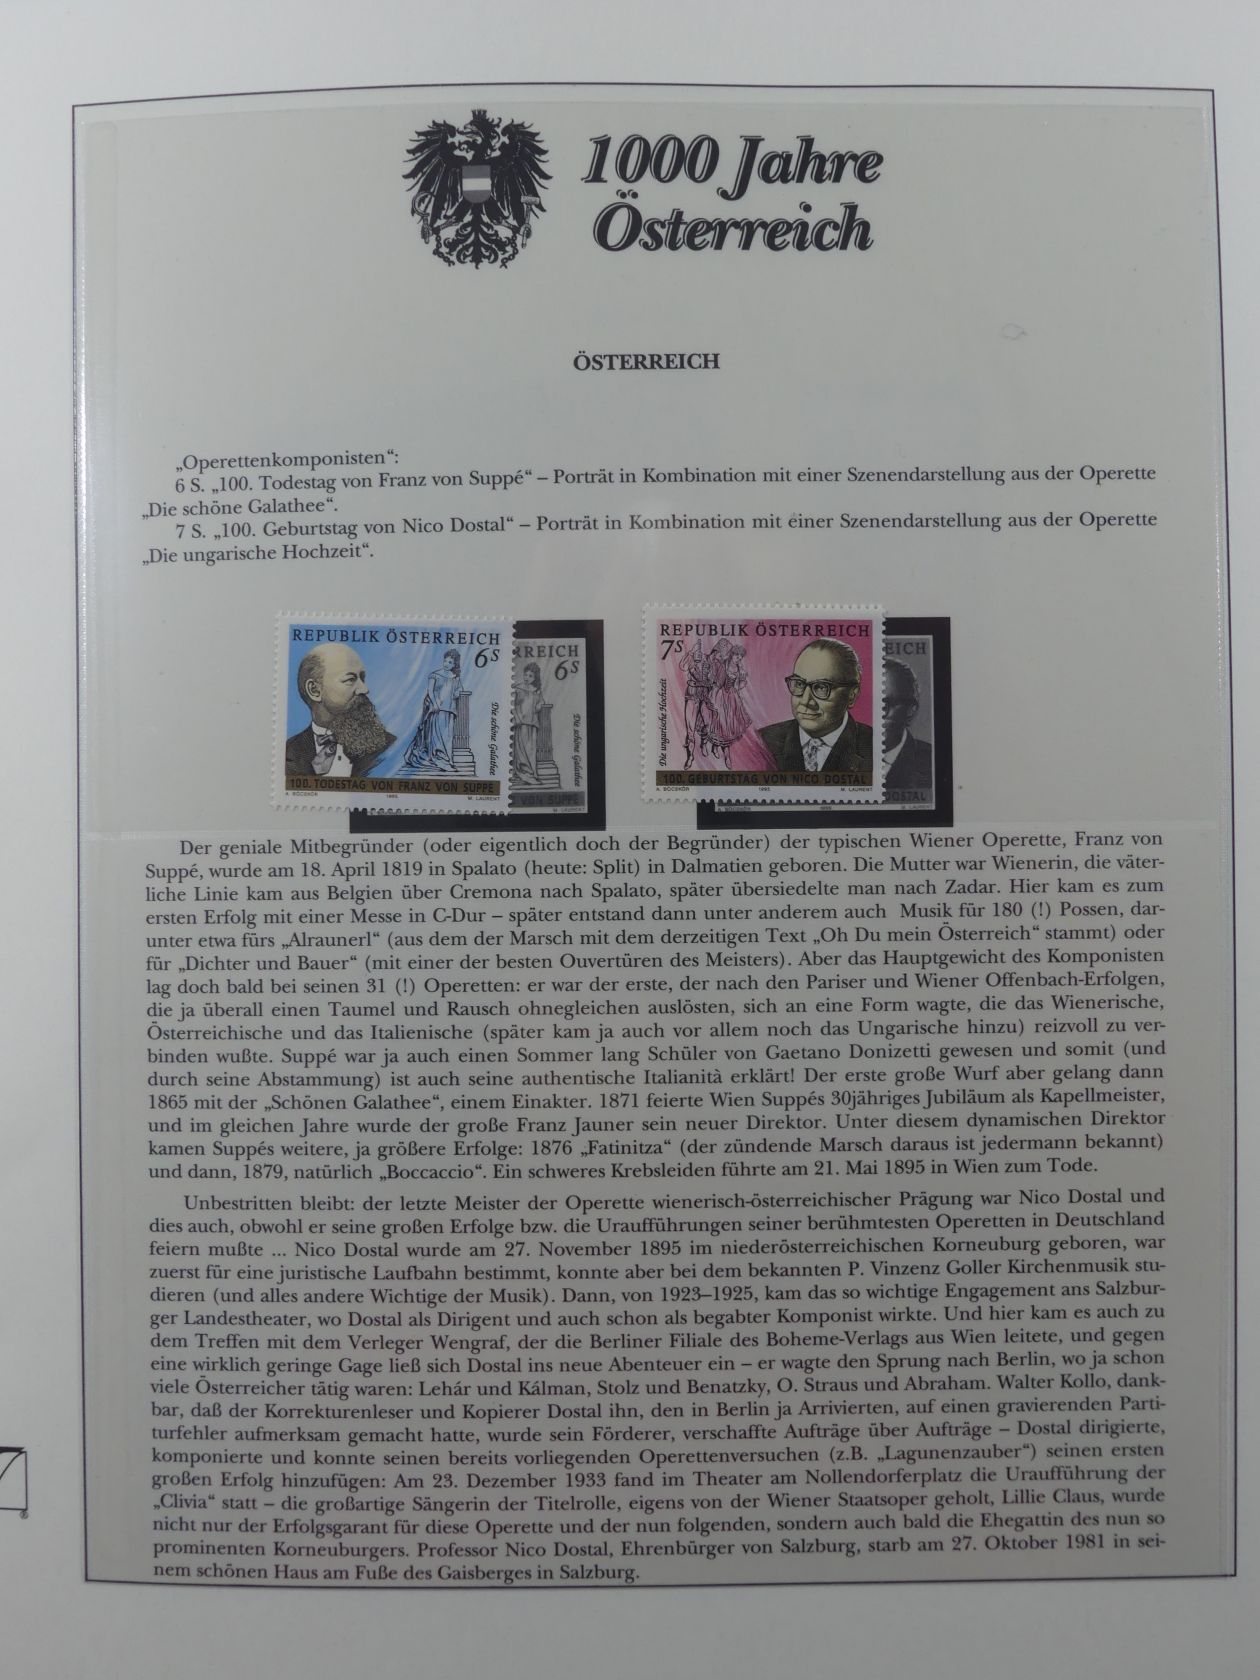 1000 Jahre
Österreich
ÖSTERREICH
„Operettenkomponisten“:
6 S. „100. Todestag von Franz von Suppé“ – Porträt in Kombination mit einer Szenendarstellung aus der Operette
„Die schöne Galathee“.
7 S. „100. Geburtstag von Nico Dostal“ – Porträt in Kombination mit einer Szenendarstellung aus der Operette
„Die ungarische Hochzeit“.
REPUBLIK ÖSTERREICH
6S
Die schöne Galathee
100. TODESTAG VON FRANZ VON SUPPE
A. BÖCSKÖR 1995 M. LAURENT
RREICH
6S
Die schöne Galathee
VON SUPPE
M. LAURENT
REPUBLIK ÖSTERREICH
7S
Die ungarische Hochzeit
100. GEBURTSTAG VON NICO DOSTAL
A. BÖCSKÖR 1995 M. LAURENT
EICH
DOSTAL
A. BÖCSKÖR 1995 M. LAURENT
Der geniale Mitbegründer (oder eigentlich doch der Begründer) der typischen Wiener Operette, Franz von
Suppé, wurde am 18. April 1819 in Spalato (heute: Split) in Dalmatien geboren. Die Mutter war Wienerin, die väter-
liche Linie kam aus Belgien über Cremona nach Spalato, später übersiedelte man nach Zadar. Hier kam es zum
ersten Erfolg mit einer Messe in C-Dur – später entstand dann unter anderem auch Musik für 180 (!) Possen, dar-
unter etwa fürs „Alraunerl“ (aus dem der Marsch mit dem derzeitigen Text „Oh Du mein Österreich“ stammt) oder
für „Dichter und Bauer“ (mit einer der besten Ouvertüren des Meisters). Aber das Hauptgewicht des Komponisten
lag doch bald bei seinen 31 (!) Operetten: er war der erste, der nach den Pariser und Wiener Offenbach-Erfolgen,
die ja überall einen Taumel und Rausch ohnegleichen auslösten, sich an eine Form wagte, die das Wienerische,
Österreichische und das Italienische (später kam ja auch vor allem noch das Ungarische hinzu) reizvoll zu ver-
binden wußte. Suppé war ja auch einen Sommer lang Schüler von Gaetano Donizetti gewesen und somit (und
durch seine Abstammung) ist auch seine authentische Italianità erklärt! Der erste große Wurf aber gelang dann
1865 mit der „Schönen Galathee“, einem Einakter. 1871 feierte Wien Suppés 30jähriges Jubiläum als Kapellmeister,
und im gleichen Jahre wurde der große Franz Jauner sein neuer Direktor. Unter diesem dynamischen Direktor
kamen Suppés weitere, ja größere Erfolge: 1876 „Fatinitza“ (der zündende Marsch daraus ist jedermann bekannt)
und dann, 1879, natürlich „Boccaccio“. Ein schweres Krebsleiden führte am 21. Mai 1895 in Wien zum Tode.
Unbestritten bleibt: der letzte Meister der Operette wienerisch-österreichischer Prägung war Nico Dostal und
dies auch, obwohl er seine großen Erfolge bzw. die Uraufführungen seiner berühmtesten Operetten in Deutschland
feiern mußte ... Nico Dostal wurde am 27. November 1895 im niederösterreichischen Korneuburg geboren, war
zuerst für eine juristische Laufbahn bestimmt, konnte aber bei dem bekannten P. Vinzenz Goller Kirchenmusik stu-
dieren (und alles andere Wichtige der Musik). Dann, von 1923–1925, kam das so wichtige Engagement ans Salzbur-
ger Landestheater, wo Dostal als Dirigent und auch schon als begabter Komponist wirkte. Und hier kam es auch zu
dem Treffen mit dem Verleger Wengraf, der die Berliner Filiale des Boheme-Verlags aus Wien leitete, und gegen
eine wirklich geringe Gage ließ sich Dostal ins neue Abenteuer ein – er wagte den Sprung nach Berlin, wo ja schon
viele Österreicher tätig waren: Lehár und Kálman, Stolz und Benatzky, O. Straus und Abraham. Walter Kollo, dank-
bar, daß der Korrekturenleser und Kopierer Dostal ihn, den in Berlin ja Arrivierten, auf einen gravierenden Parti-
turfehler aufmerksam gemacht hatte, wurde sein Förderer, verschaffte Aufträge über Aufträge – Dostal dirigierte,
komponierte und konnte seinen bereits vorliegenden Operettenversuchen (z.B. „Lagunenzauber“) seinen ersten
großen Erfolg hinzufügen: Am 23. Dezember 1933 fand im Theater am Nollendorferplatz die Uraufführung der
„Clivia“ statt – die großartige Sängerin der Titelrolle, eigens von der Wiener Staatsoper geholt, Lillie Claus, wurde
nicht nur der Erfolgsgarant für diese Operette und der nun folgenden, sondern auch bald die Ehegattin des nun so
prominenten Korneuburgers. Professor Nico Dostal, Ehrenbürger von Salzburg, starb am 27. Oktober 1981 in sei-
nem schönen Haus am Fuße des Gaisberges in Salzburg.